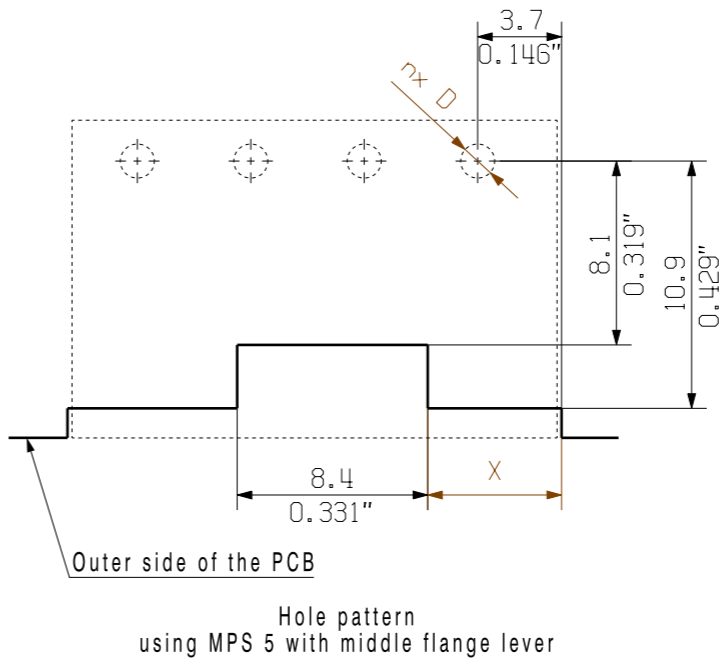 3.7
0.146"
nx D
8.1
0.319"
10.9
0.429"
8.4
0.331"
X
Outer side of the PCB
Hole pattern
using MPS 5 with middle flange lever